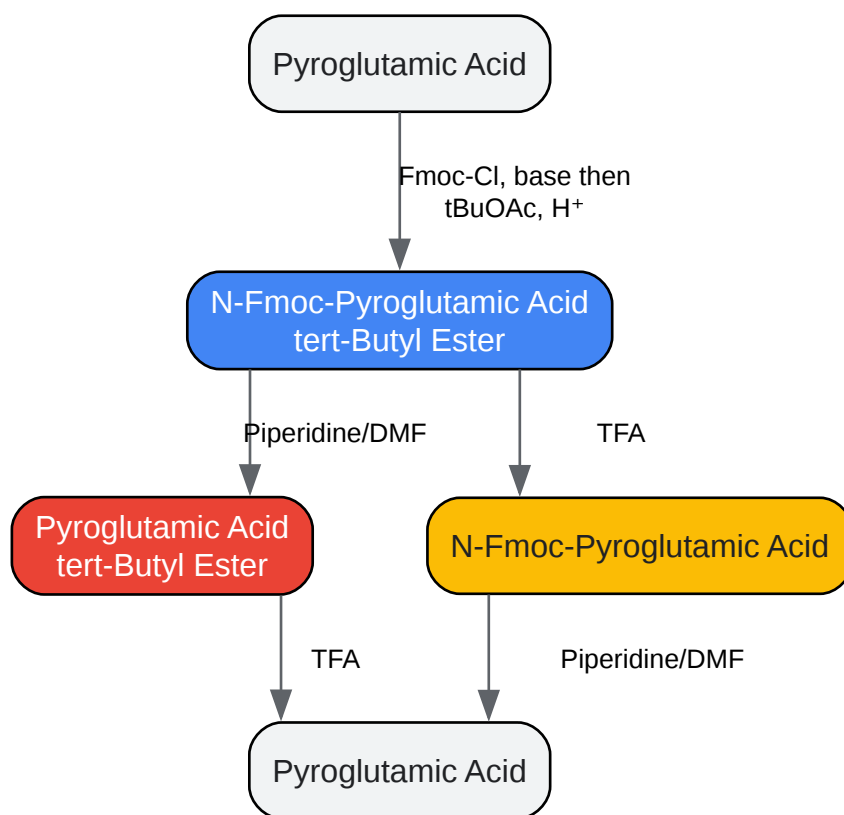 Pyroglutamic Acid
Fmoc-Cl, base then
tBuOAc, H⁺
N-Fmoc-Pyroglutamic Acid
tert-Butyl Ester
Piperidine/DMF
TFA
Pyroglutamic Acid
tert-Butyl Ester
N-Fmoc-Pyroglutamic Acid
TFA
Piperidine/DMF
Pyroglutamic Acid